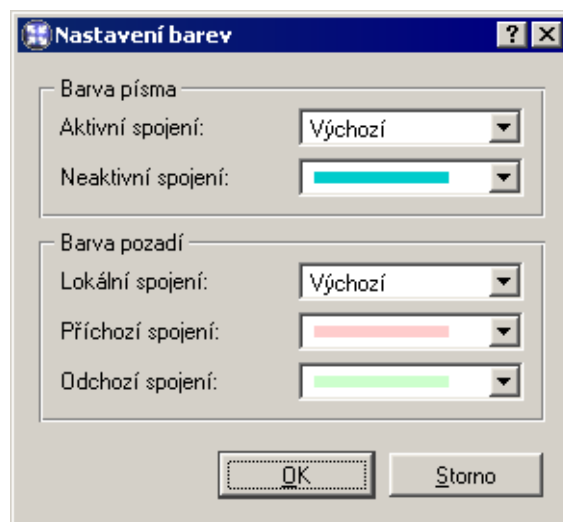 Nastavení barev
Barva písma
Aktivní spojení: Výchozí
Neaktivní spojení:
Barva pozadí
Lokální spojení: Výchozí
Příchozí spojení:
Odchozí spojení:
OK Storno